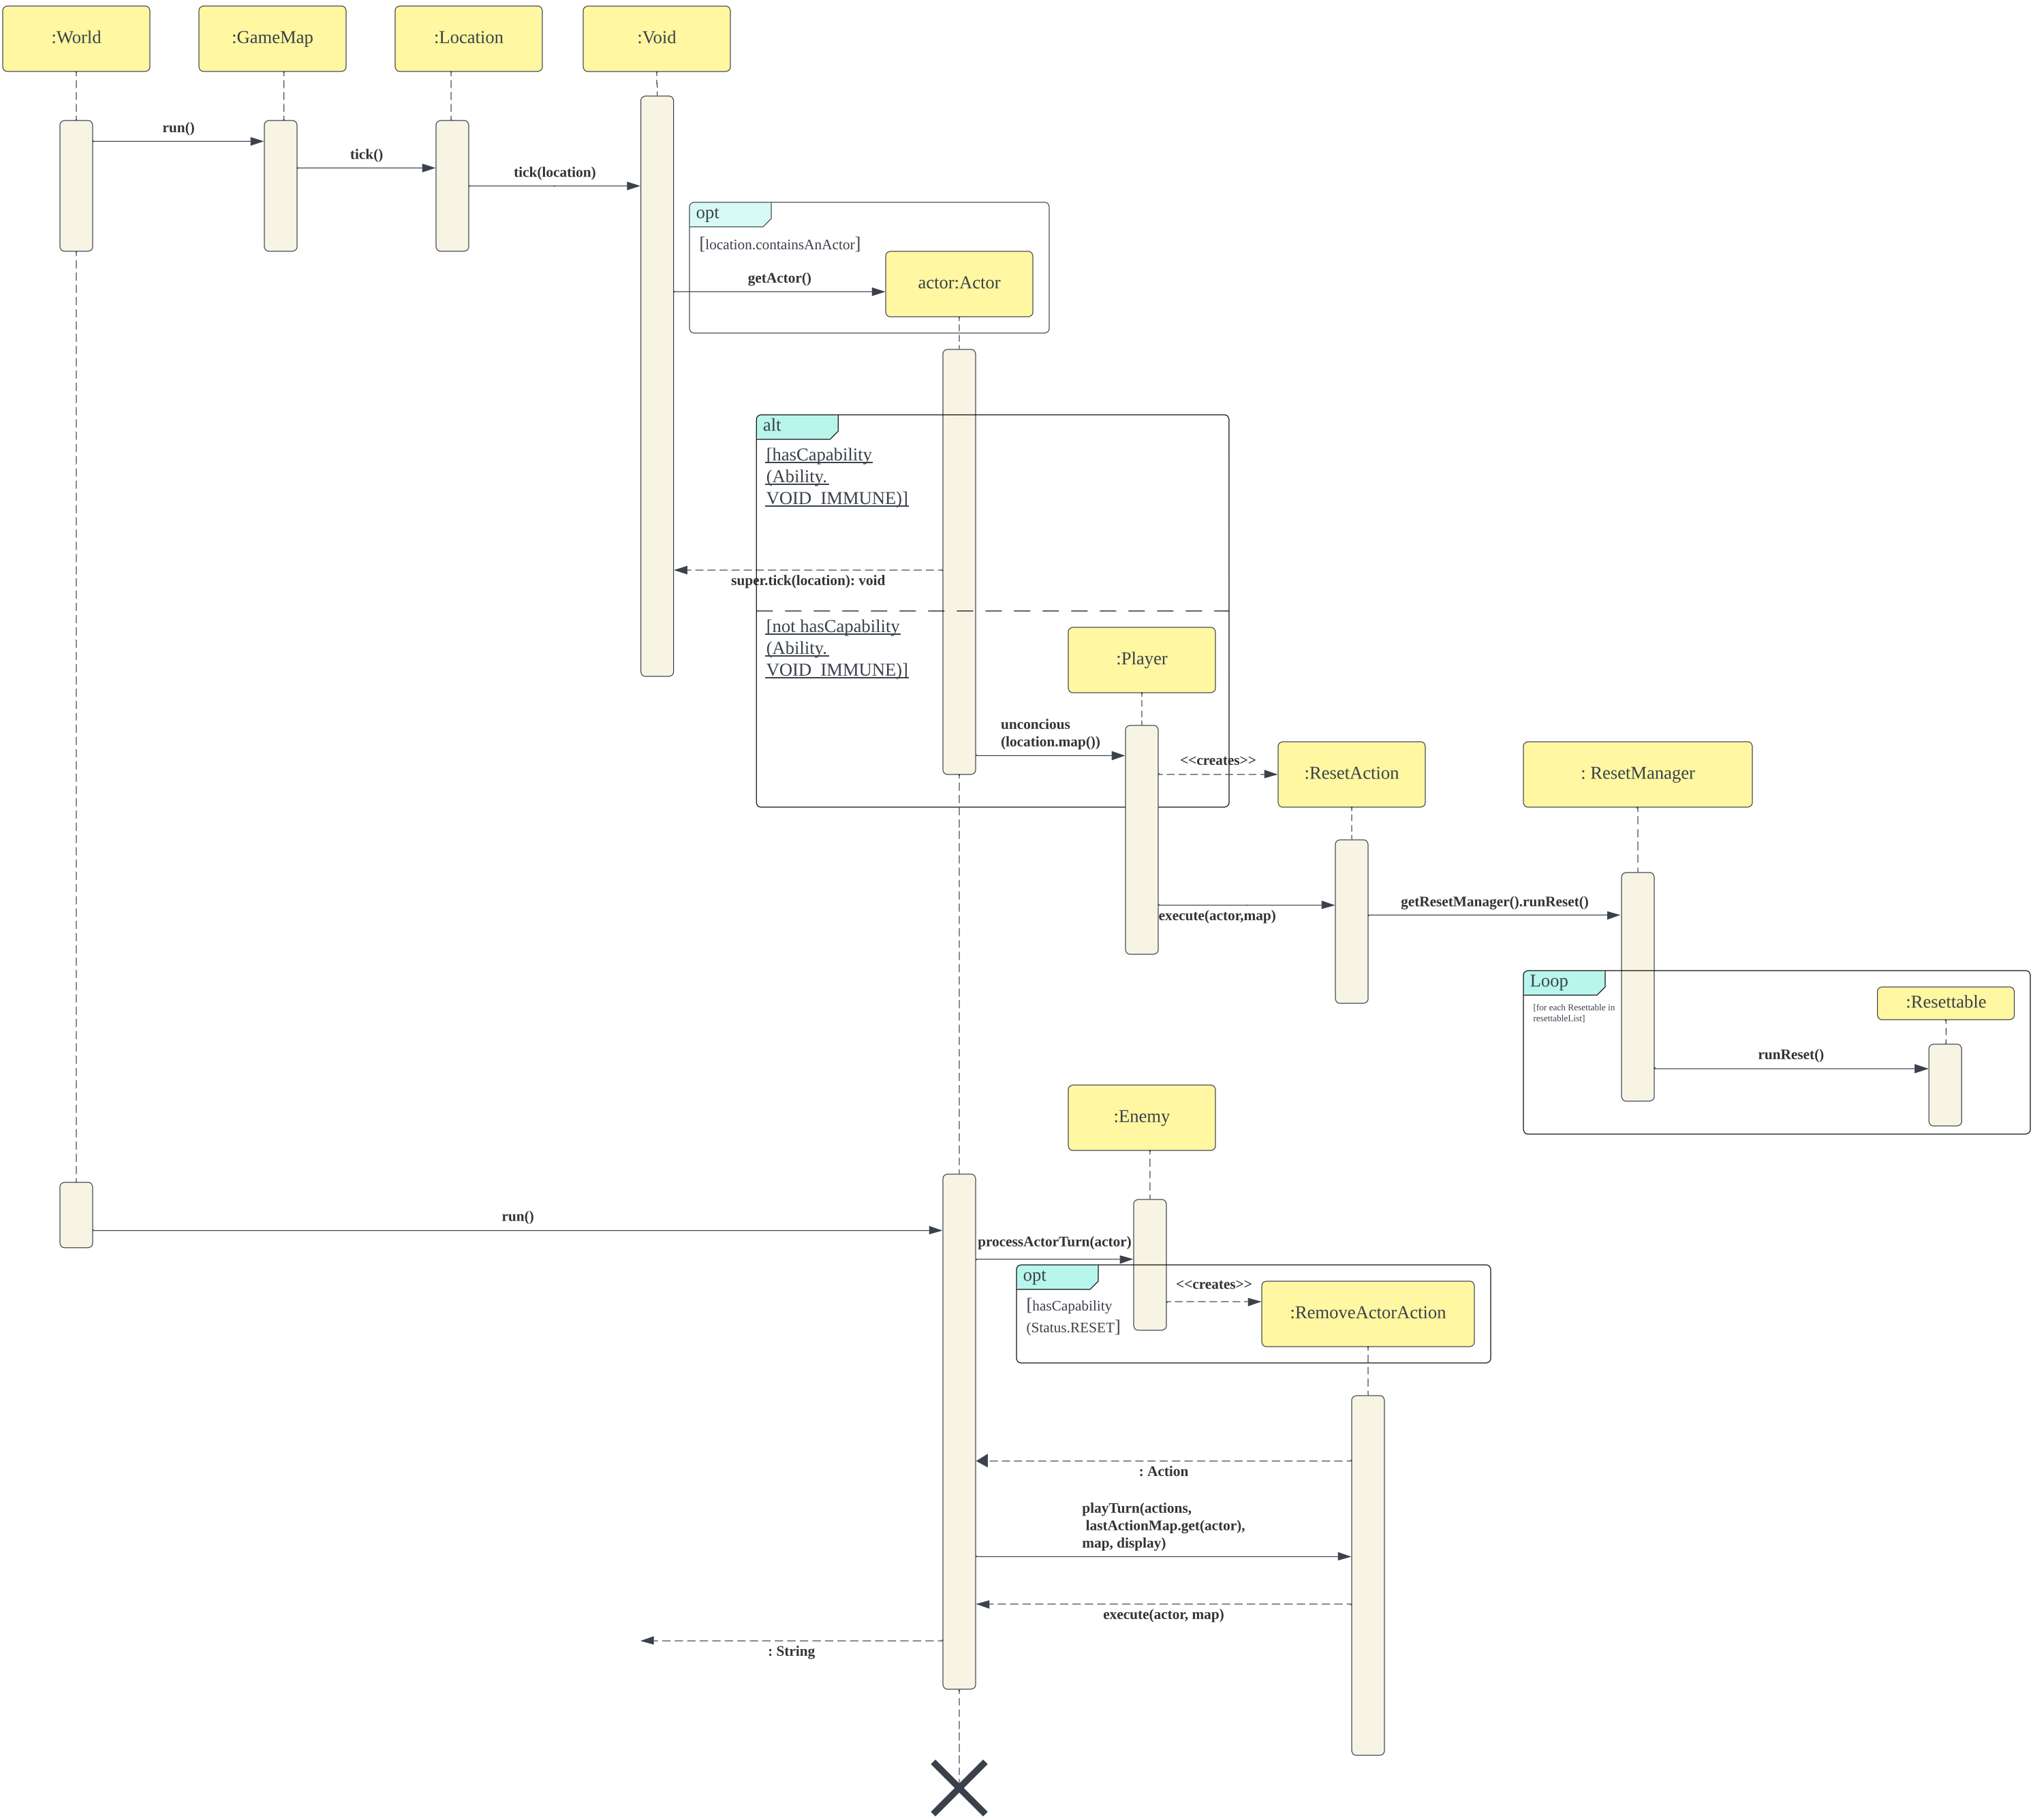 :World
:GameMap
:Location
:Void
run()
tick()
tick(location)
opt
[location.containsAnActor]
getActor()
actor:Actor
alt
[hasCapability
(Ability.
VOID_IMMUNE)]
super.tick(location): void
[not hasCapability
(Ability.
VOID_IMMUNE)]
:Player
unconcious
(location.map())
<<creates>>
:ResetAction
: ResetManager
execute(actor,map)
getResetManager().runReset()
Loop
[for each Resettable in
resettableList]
:Resettable
runReset()
:Enemy
run()
processActorTurn(actor)
opt
[hasCapability
(Status.RESET]
<<creates>>
:RemoveActorAction
: Action
playTurn(actions,
lastActionMap.get(actor),
map, display)
execute(actor, map)
: String